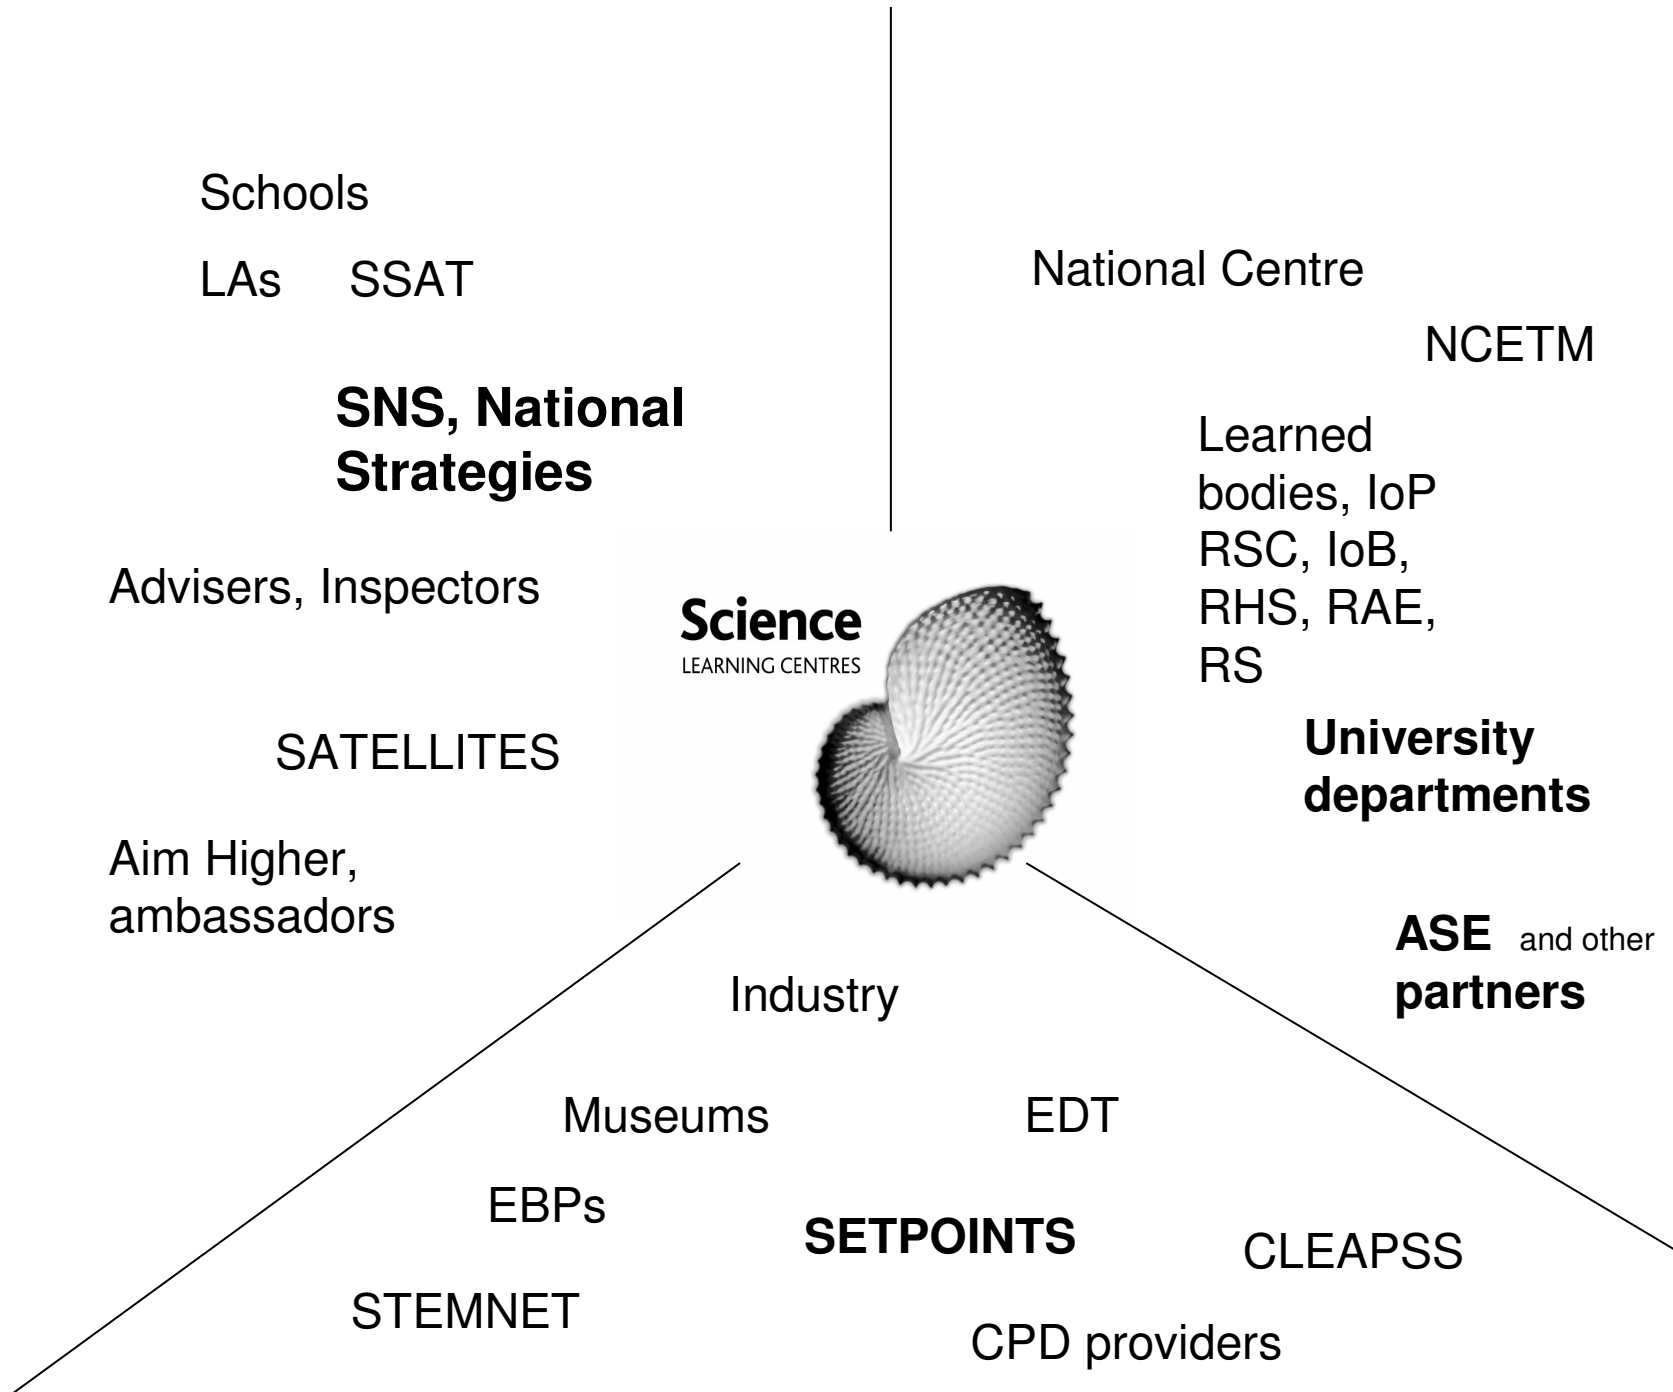 Schools
LAs SSAT
SNS, National
Strategies
Advisers, Inspectors
SATELLITES
Aim Higher,
ambassadors
Science
LEARNING CENTRES
National Centre
NCETM
Learned
bodies, IoP
RSC, IoB,
RHS, RAE,
RS
University
departments
ASE and other
partners
Industry
Museums
EDT
EBPs
SETPOINTS
CLEAPSS
STEMNET
CPD providers